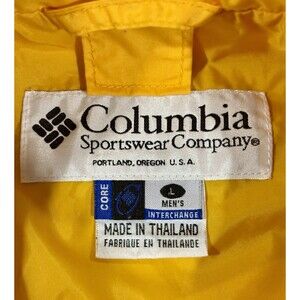 Columbia
Sportswear Company®
PORTLAND, OREGON U.S.A.
CORE
L
MEN'S
INTERCHANGE
MADE IN THAILAND
FABRIQUE EN THAILANDE